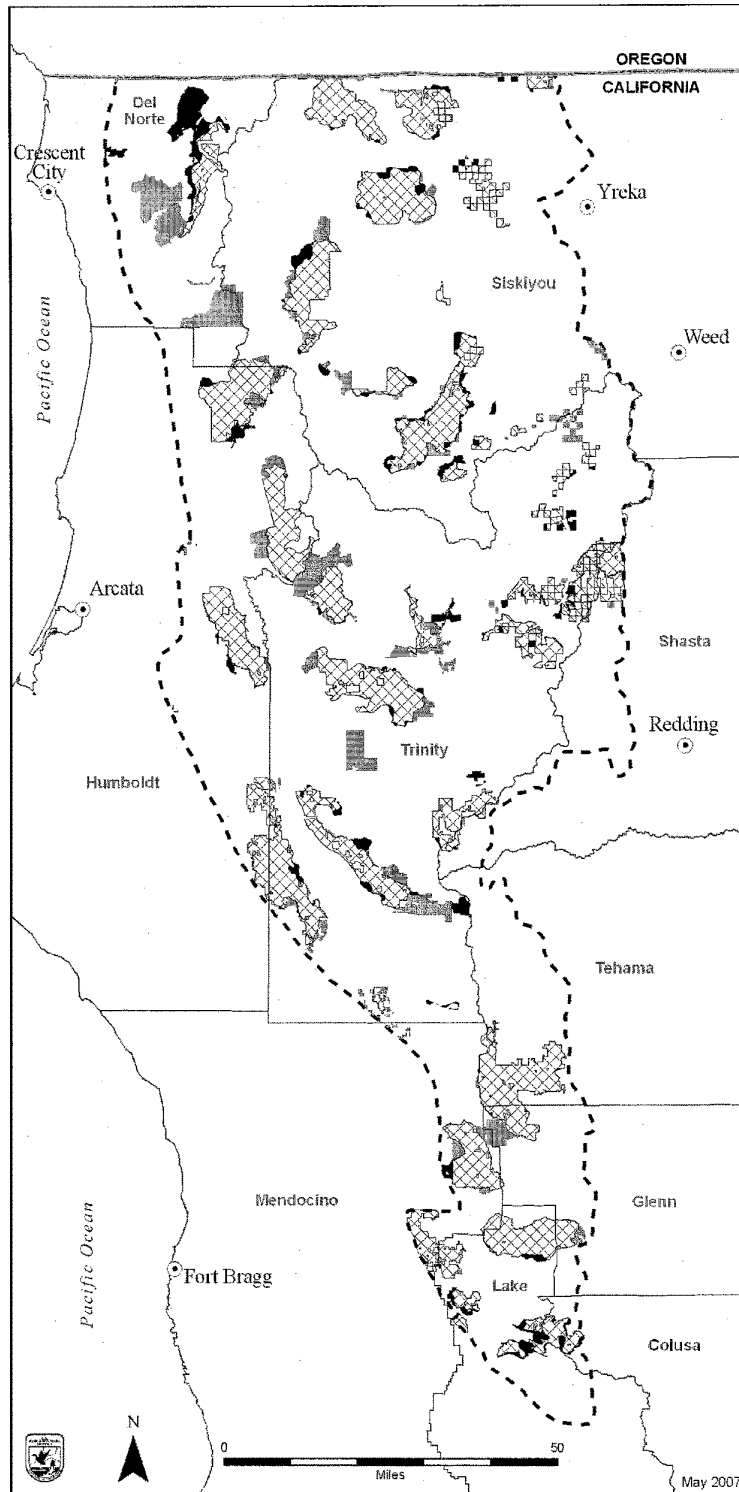 OREGON
CALIFORNIA
Del
Norte
Crescent
City
Yreka
Siskiyou
Pacific Ocean
Weed
Arcata
Shasta
Redding
Trinity
Humboldt
Tehama
Mendocino
Glenn
Pacific Ocean
Fort Bragg
Lake
Colusa
N
0
50
Miles
May 2007